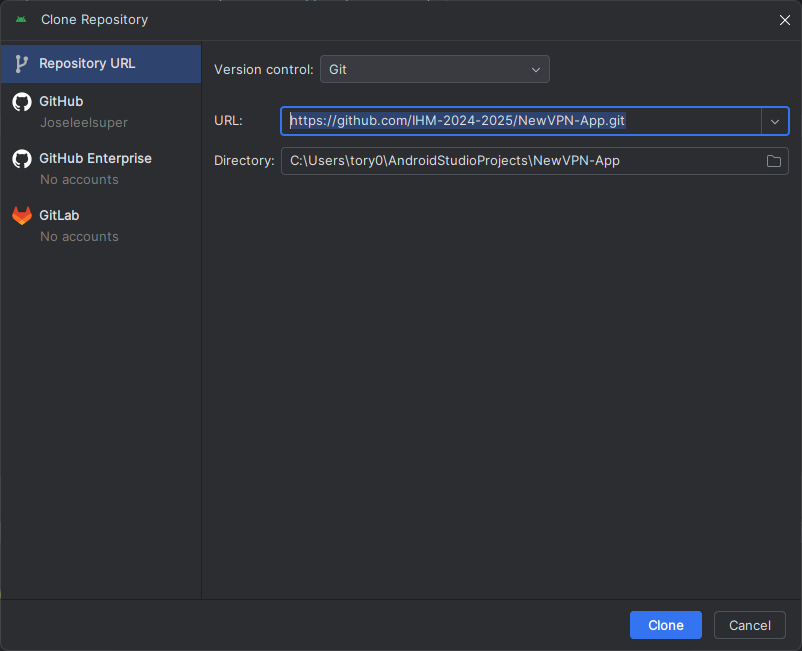 Clone Repository
Repository URL
GitHub
Joseleelsuper
GitHub Enterprise
No accounts
GitLab
No accounts
Version control: Git
URL: https://github.com/IHM-2024-2025/NewVPN-App.git
Directory: C:\Users\tory0\AndroidStudioProjects\NewVPN-App
Clone Cancel